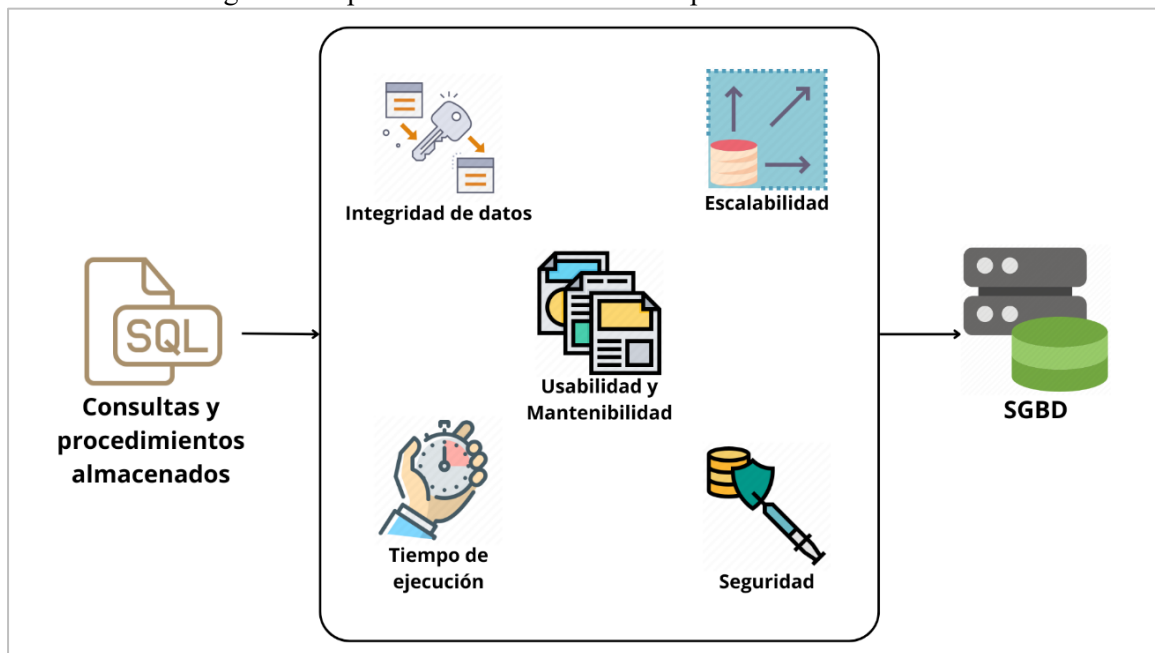 Integridad de datos
Escalabilidad
SQL
Consultas y
procedimientos
almacenados
Usabilidad y
Mantenibilidad
SGBD
Tiempo de
ejecución
Seguridad